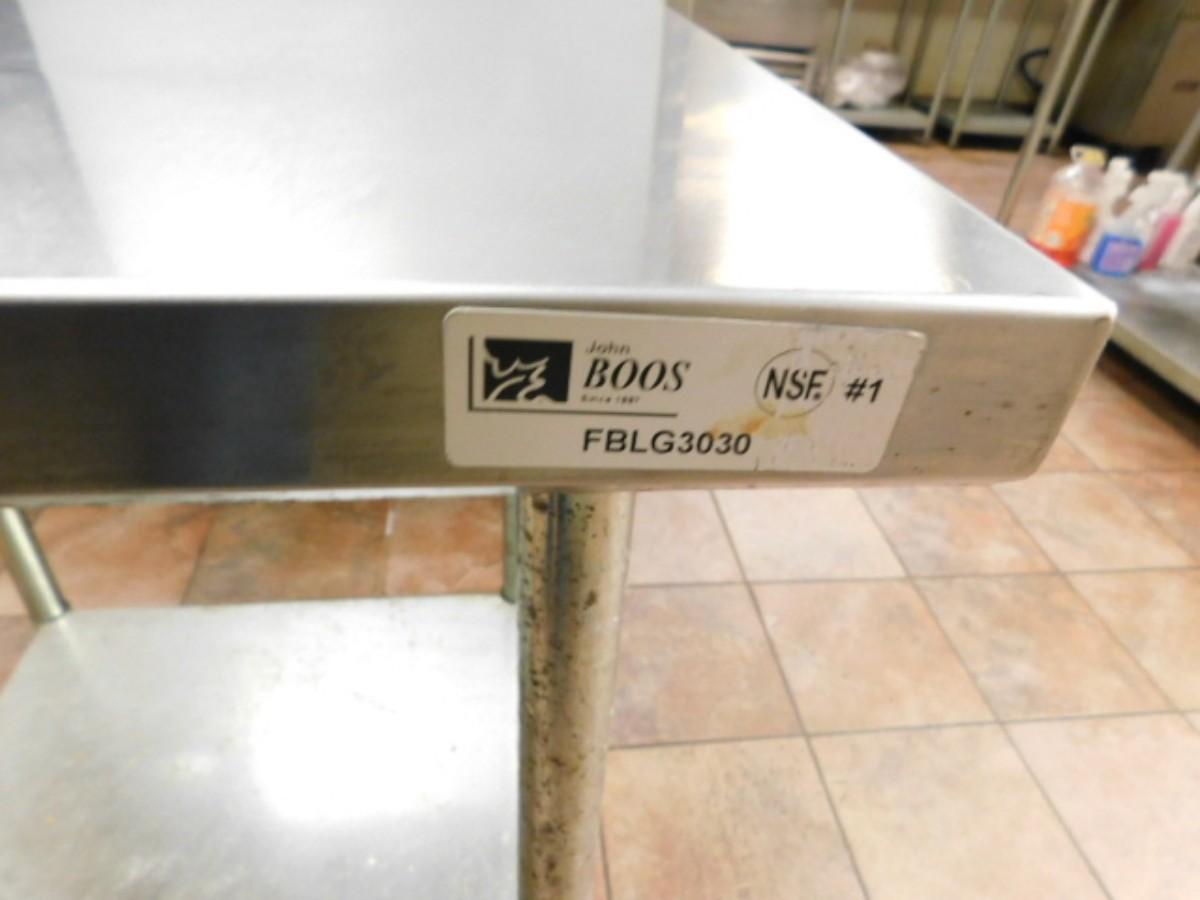 John
BOOS
Since 1887
NSF. #1
FBLG3030